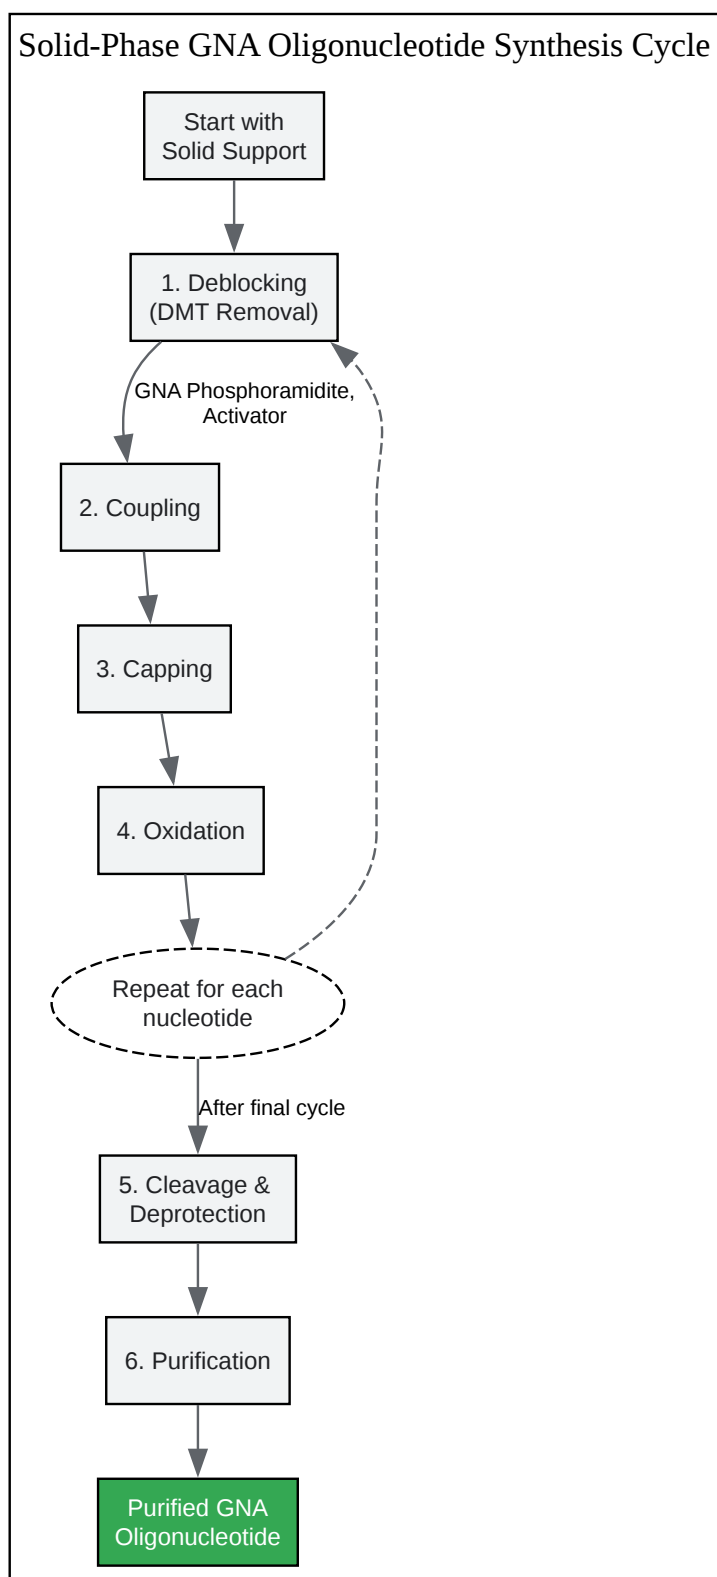 Solid-Phase GNA Oligonucleotide Synthesis Cycle
Start with
Solid Support
1. Deblocking
(DMT Removal)
GNA Phosphoramidite,
Activator
2. Coupling
3. Capping
4. Oxidation
Repeat for each
nucleotide
After final cycle
5. Cleavage &
Deprotection
6. Purification
Purified GNA
Oligonucleotide